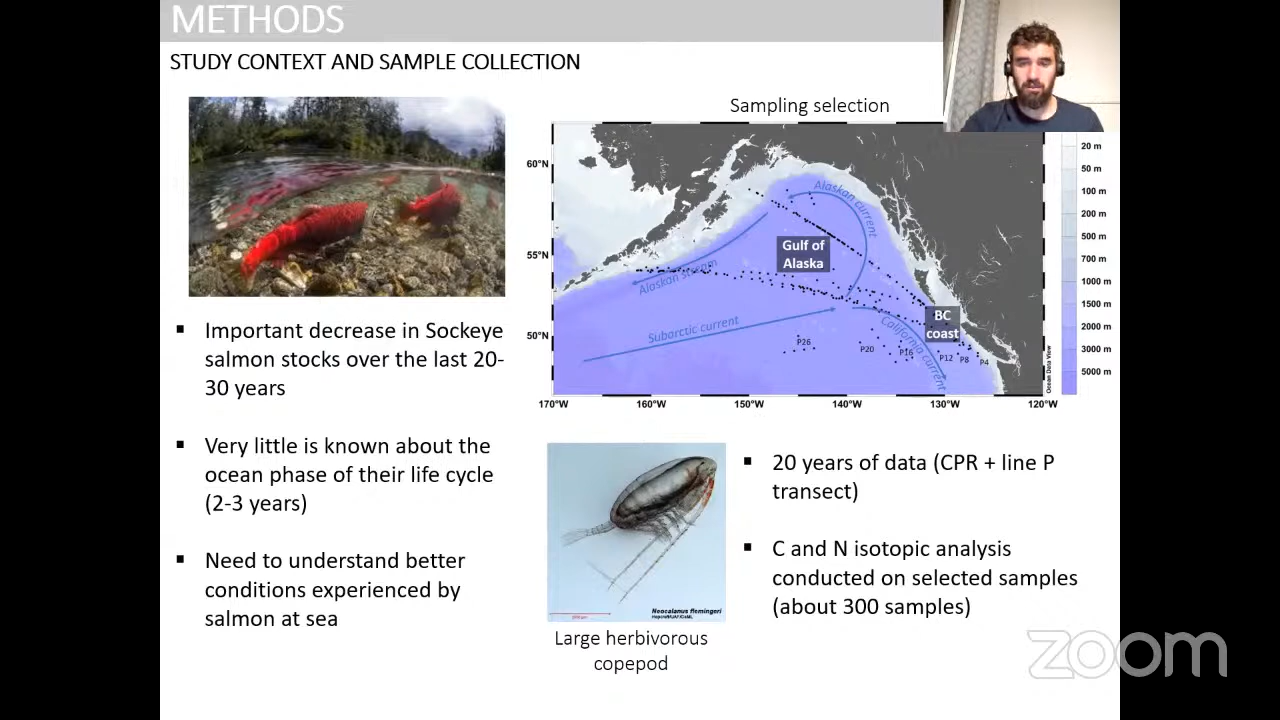 METHODS
STUDY CONTEXT AND SAMPLE COLLECTION
Sampling selection
60°N
55°N
50°N
170°W
160°W
150°W
140°W
130°W
120°W
Alaskan current
Gulf of
Alaska
Alaskan stream
Subarctic current
California current
BC
coast
P26
P20
P16
P12
P8
P4
Ocean Data View
20 m
50 m
100 m
200 m
500 m
700 m
1000 m
1500 m
2000 m
3000 m
5000 m
▪ Important decrease in Sockeye
salmon stocks over the last 20-
30 years
▪ Very little is known about the
ocean phase of their life cycle
(2-3 years)
▪ Need to understand better
conditions experienced by
salmon at sea
Neocalanus flemingeri
Large herbivorous
copepod
▪ 20 years of data (CPR + line P
transect)
▪ C and N isotopic analysis
conducted on selected samples
(about 300 samples)
zoom